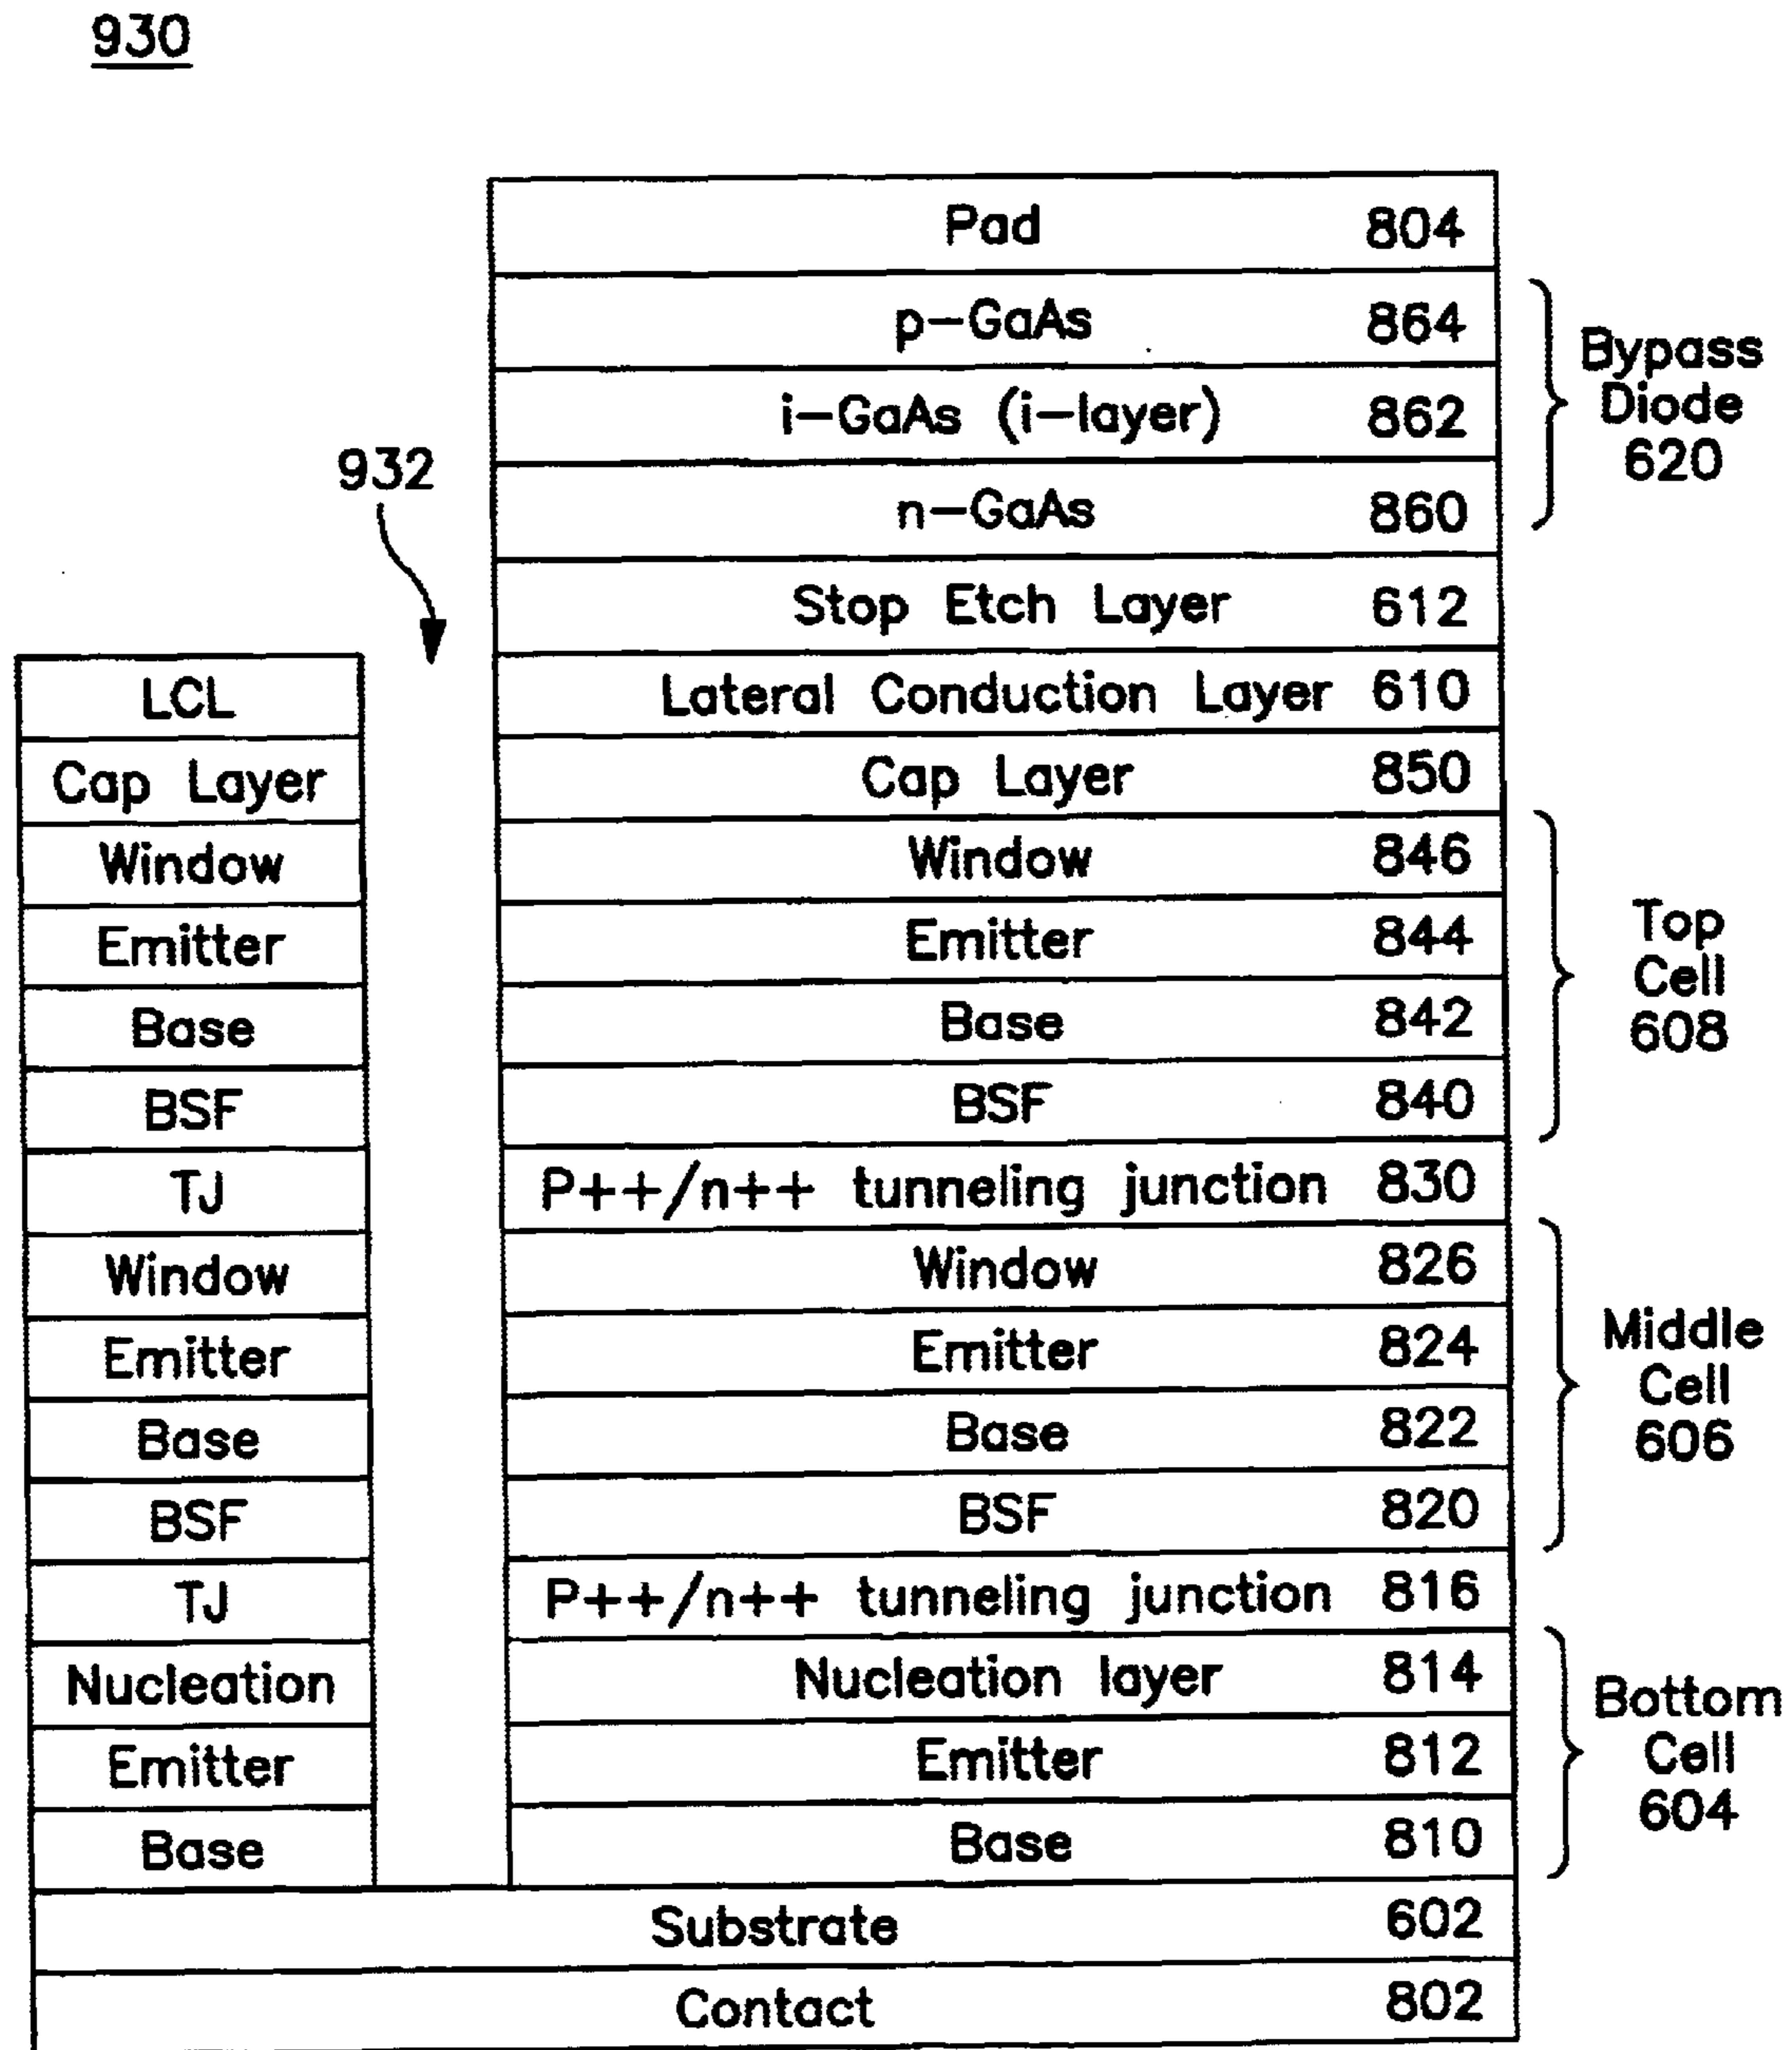 930
Pad 804
p-GaAs 864
i-GaAs (i-layer) 862
n-GaAs 860
Bypass
Diode
620
932
Stop Etch Layer 612
LCL
Lateral Conduction Layer 610
Cap Layer
Cap Layer 850
Window
Window 846
Emitter
Emitter 844
Base
Base 842
BSF
BSF 840
Top
Cell
608
TJ
P++/n++ tunneling junction 830
Window
Window 826
Emitter
Emitter 824
Base
Base 822
BSF
BSF 820
Middle
Cell
606
TJ
P++/n++ tunneling junction 816
Nucleation
Nucleation layer 814
Emitter
Emitter 812
Base
Base 810
Bottom
Cell
604
Substrate 602
Contact 802